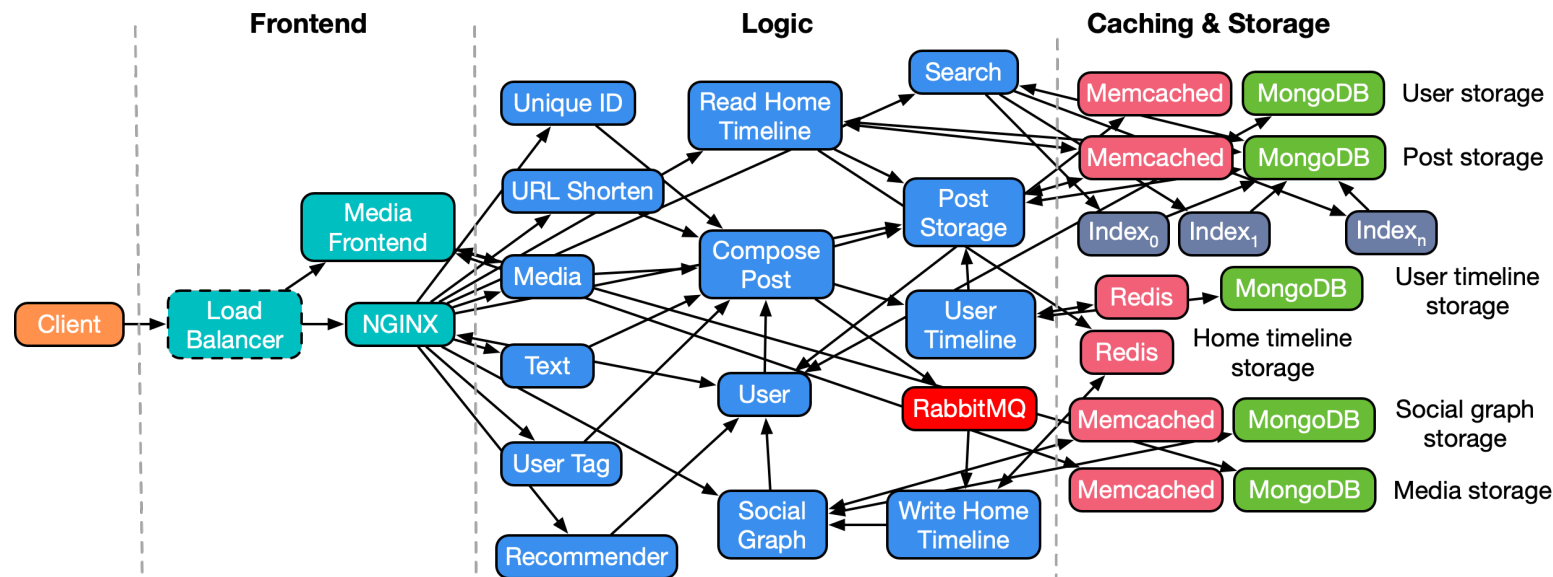 Frontend
Logic
Caching & Storage
Client
Load
Balancer
Media
Frontend
NGINX
Unique ID
URL Shorten
Media
Text
User Tag
Recommender
Read Home
Timeline
Compose
Post
User
Social
Graph
Search
Post
Storage
User
Timeline
RabbitMQ
Write Home
Timeline
Memcached
MongoDB
User storage
Memcached
MongoDB
Post storage
Index0
Index1
Indexn
Redis
MongoDB
User timeline
storage
Redis
Home timeline
storage
Memcached
MongoDB
Social graph
storage
Memcached
MongoDB
Media storage